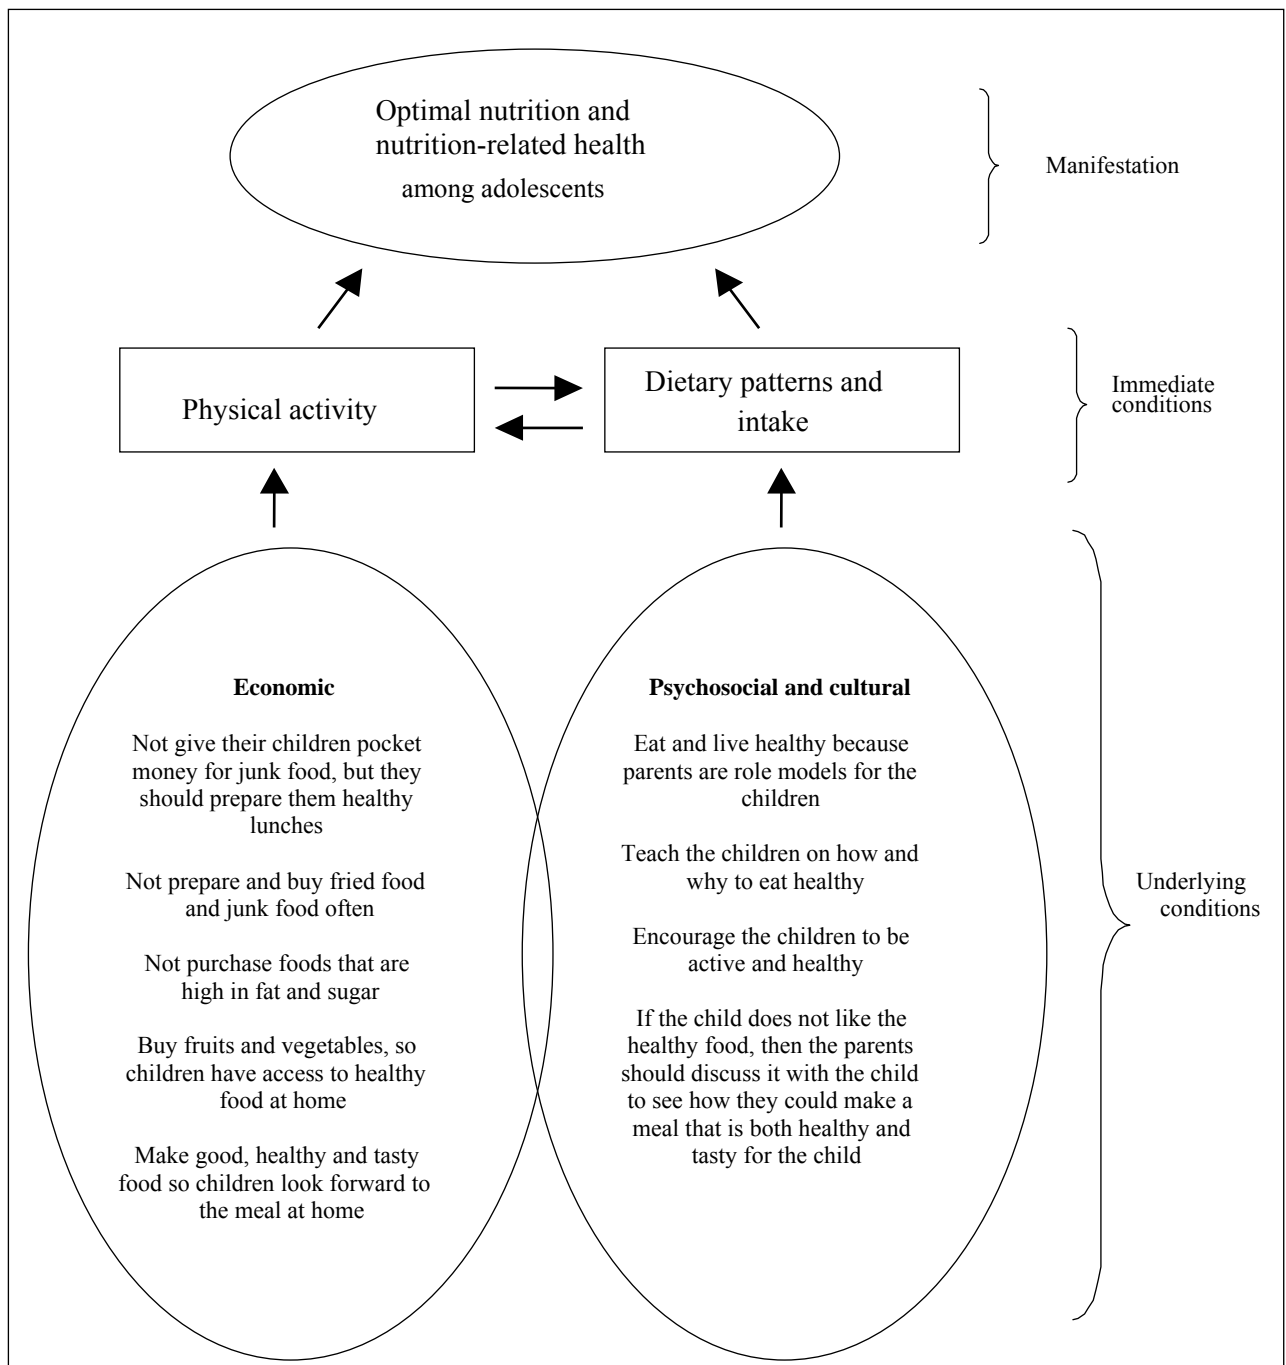 Optimal nutrition and
nutrition-related health
among adolescents
Manifestation
Physical activity
Dietary patterns and
intake
Immediate
conditions
Economic
Not give their children pocket
money for junk food, but they
should prepare them healthy
lunches
Not prepare and buy fried food
and junk food often
Not purchase foods that are
high in fat and sugar
Buy fruits and vegetables, so
children have access to healthy
food at home
Make good, healthy and tasty
food so children look forward to
the meal at home
Psychosocial and cultural
Eat and live healthy because
parents are role models for the
children
Teach the children on how and
why to eat healthy
Encourage the children to be
active and healthy
If the child does not like the
healthy food, then the parents
should discuss it with the child
to see how they could make a
meal that is both healthy and
tasty for the child
Underlying
conditions